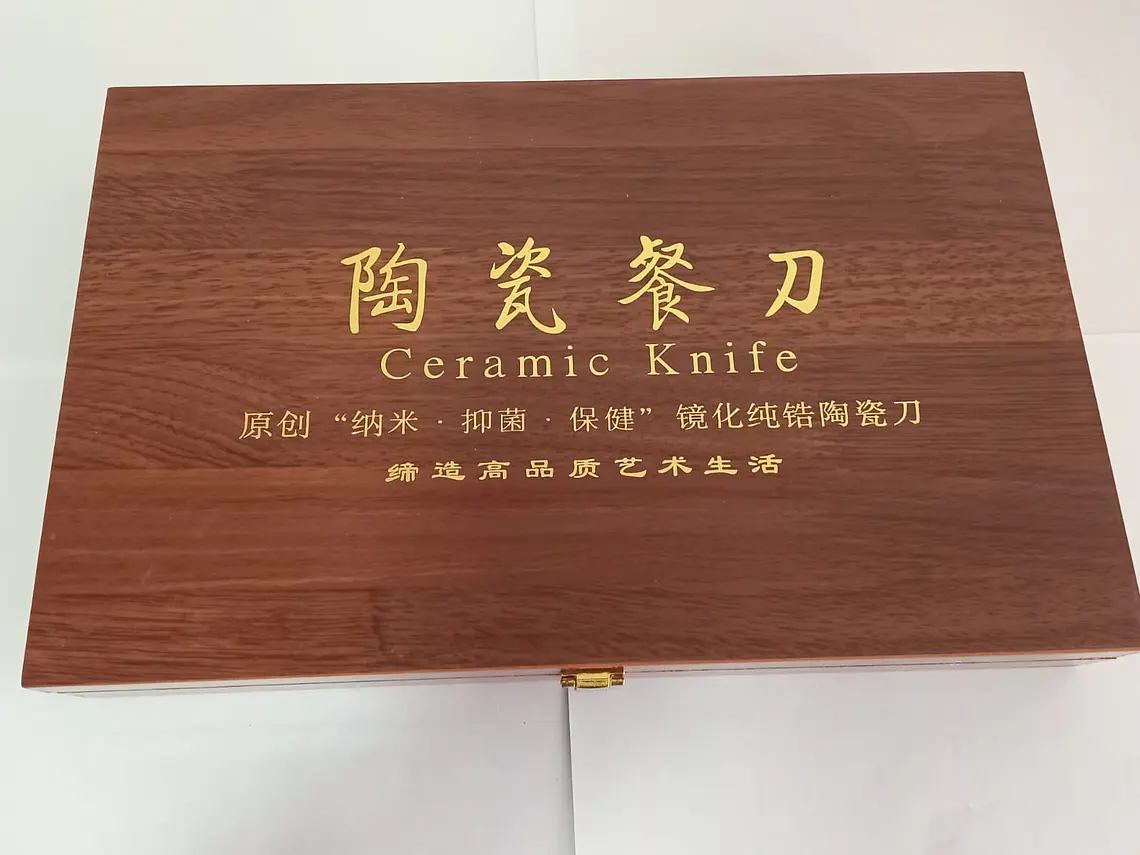 陶瓷餐刀
Ceramic Knife
原创“纳米·抑菌·保健”镜化纯锆陶瓷刀
缔造高品质艺术生活